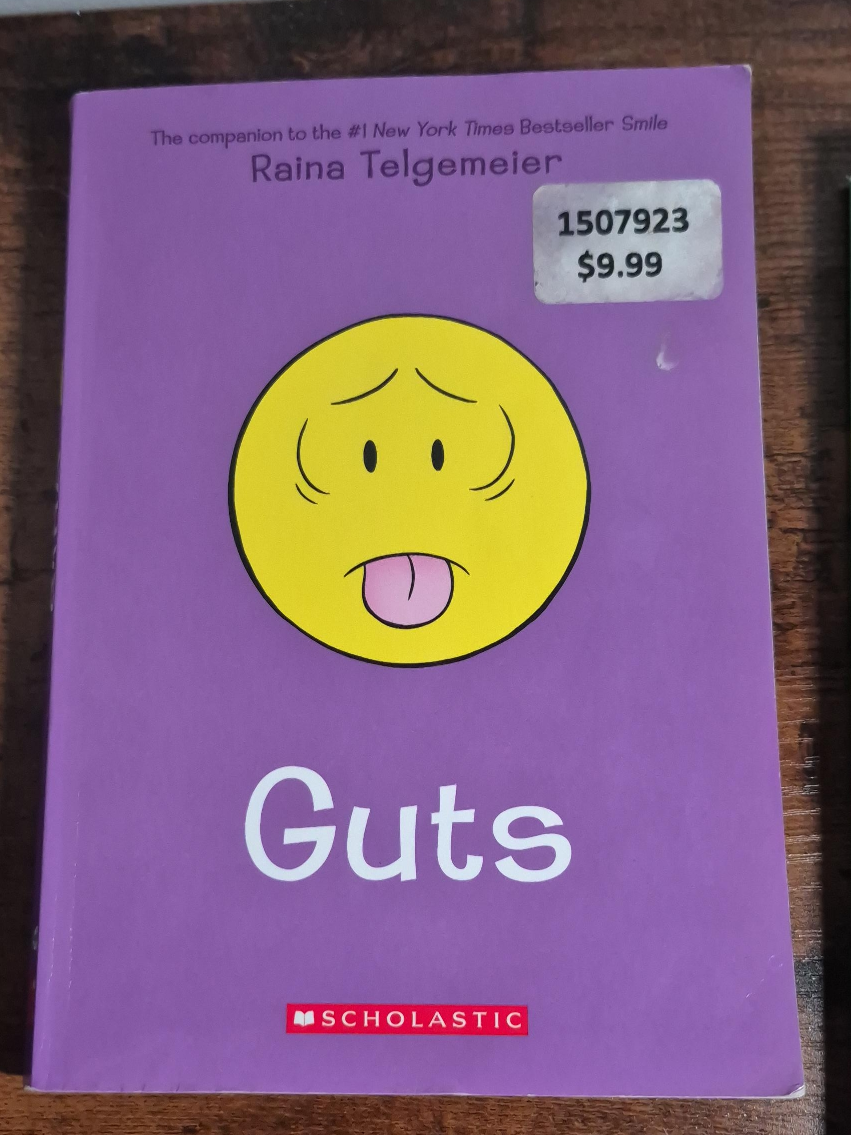 The companion to the #1 New York Times Bestseller Smile
Raina Telgemeier
1507923
$9.99
Guts
SCHOLASTIC